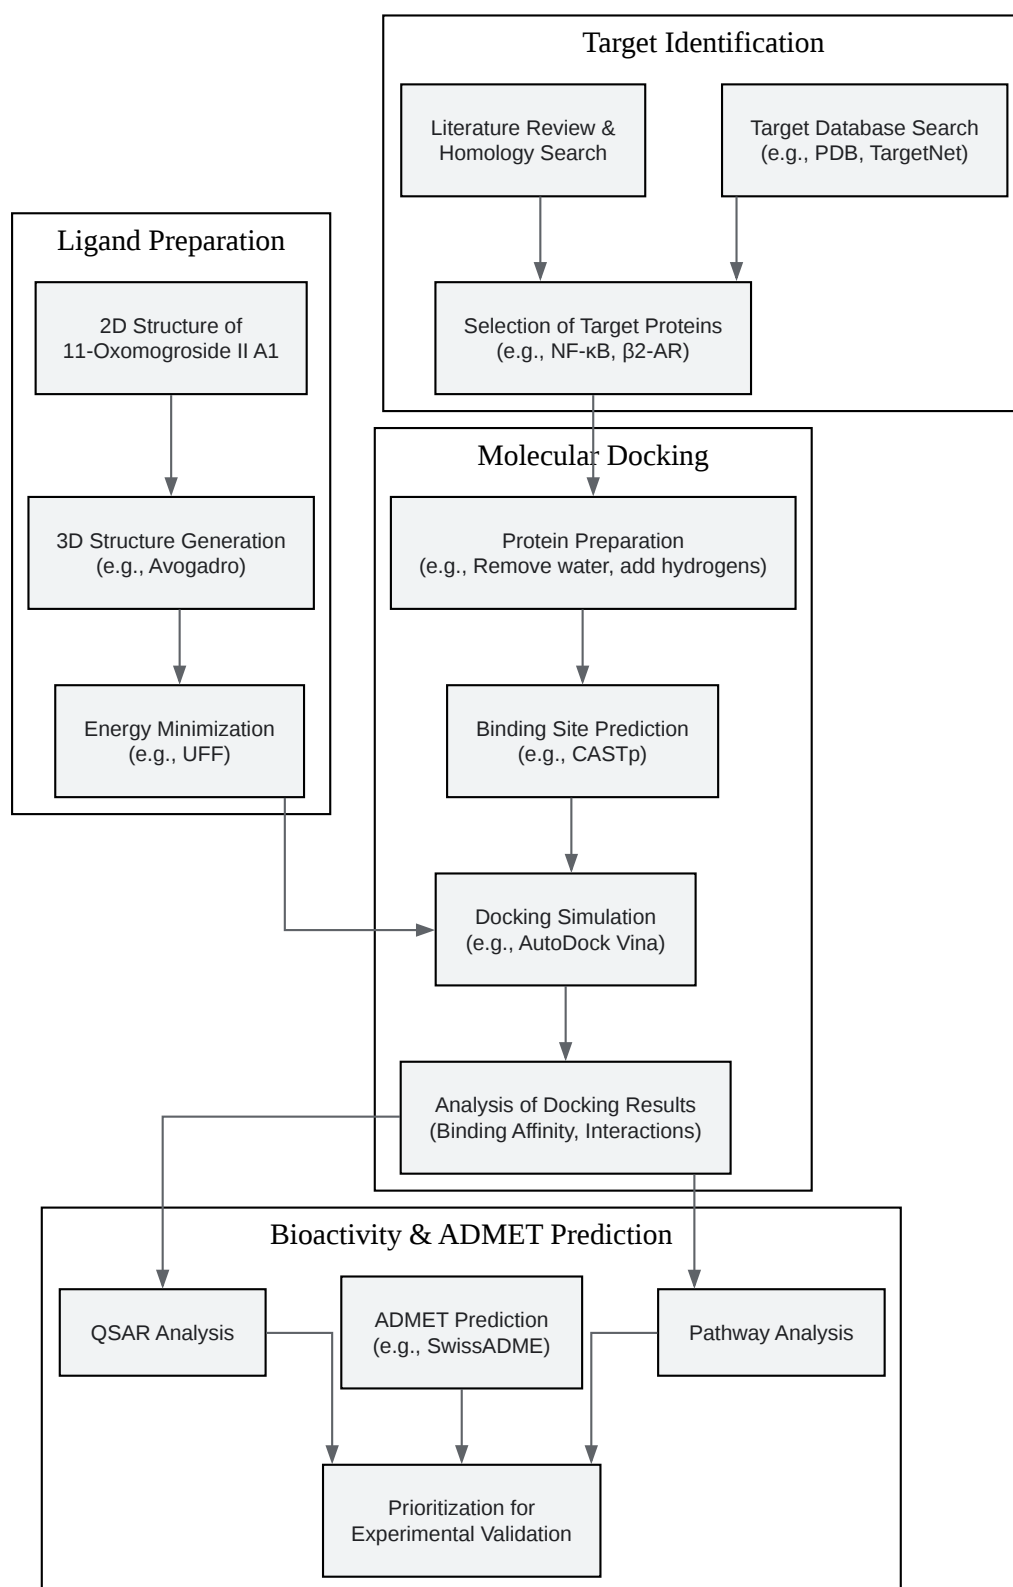 Target Identification
Literature Review &
Homology Search
Target Database Search
(e.g., PDB, TargetNet)
Selection of Target Proteins
(e.g., NF-κB, β2-AR)
Ligand Preparation
2D Structure of
11-Oxomogroside II A1
3D Structure Generation
(e.g., Avogadro)
Energy Minimization
(e.g., UFF)
Molecular Docking
Protein Preparation
(e.g., Remove water, add hydrogens)
Binding Site Prediction
(e.g., CASTp)
Docking Simulation
(e.g., AutoDock Vina)
Analysis of Docking Results
(Binding Affinity, Interactions)
Bioactivity & ADMET Prediction
QSAR Analysis
ADMET Prediction
(e.g., SwissADME)
Pathway Analysis
Prioritization for
Experimental Validation